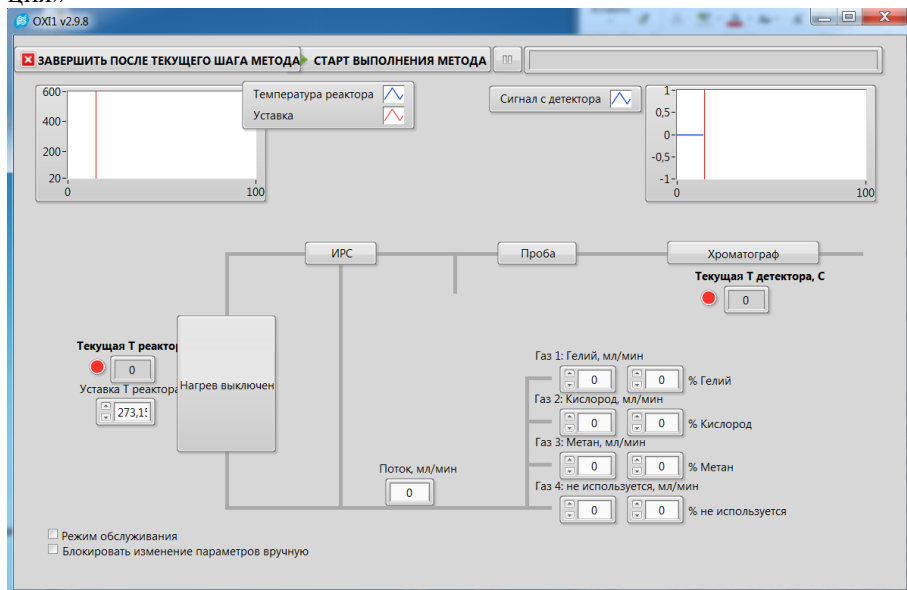 ция»
OXI1 v2.9.8
ЗАВЕРШИТЬ ПОСЛЕ ТЕКУЩЕГО ШАГА МЕТОДА СТАРТ ВЫПОЛНЕНИЯ МЕТОДА
600
400
200
20
0 100
Температура реактора
Уставка
Сигнал с детектора
1
0,5
0
-0,5
-1
0 100
ИРС Проба Хроматограф
Текущая Т детектора, С
0
Текущая Т реактор
0
Уставка Т реактора
273,15
Нагрев выключен
Поток, мл/мин
0
Газ 1: Гелий, мл/мин
0 0 % Гелий
Газ 2: Кислород, мл/мин
0 0 % Кислород
Газ 3: Метан, мл/мин
0 0 % Метан
Газ 4: не используется, мл/мин
0 0 % не используется
Режим обслуживания
Блокировать изменение параметров вручную